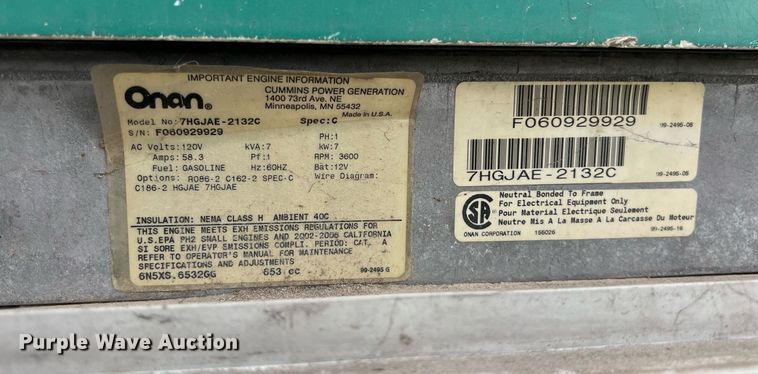 IMPORTANT ENGINE INFORMATION
Onan®
CUMMINS POWER GENERATION
1400 73rd Ave. NE
Minneapolis, MN 55432
Made in U.S.A.
Model No: 7HGJAE-2132C Spec:C
S/N: F060929929
PH:1
AC Volts: 120V kVA:7 kW:7
Amps: 58.3 Pf:1 RPM: 3600
Fuel: GASOLINE Hz:60HZ Bat:12V
Options: R086-2 C162-2 SPEC-C Wire Diagram:
C186-2 HGJAE 7HGJAE
INSULATION: NEMA CLASS H AMBIENT 40C
THIS ENGINE MEETS EXH EMISSIONS REGULATIONS FOR
U.S.EPA PH2 SMALL ENGINES AND 2002-2006 CALIFORNIA
SI SORE EXH/EVP EMISSIONS COMPLI. PERIOD: CAT. A
REFER TO OPERATOR'S MANUAL FOR MAINTENANCE
SPECIFICATIONS AND ADJUSTMENTS
6N5XS.6532GG 653 cc 99-2495 G
F060929929
99-2496-06
7HGJAE-2132C
99-2496-06
Neutral Bonded To Frame
For Electrical Equipment Only
Pour Material Electrique Seulement
Neutre Mis A La Masse A La Carcasse Du Moteur
ONAN CORPORATION 156026 99-2496-16
Purple Wave Auction